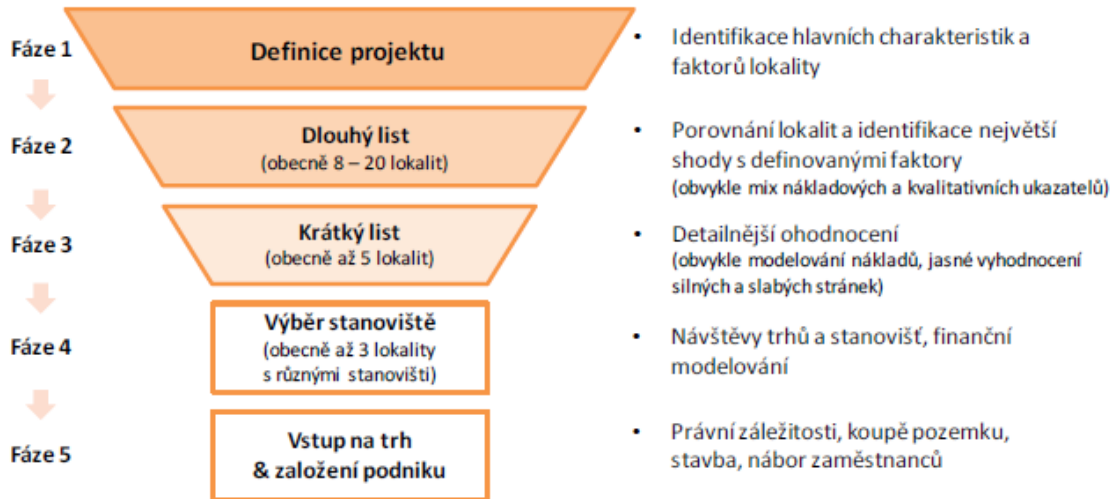 Fáze 1
Definice projektu
• Identifikace hlavních charakteristik a
faktorů lokality
Fáze 2
Dlouhý list
(obecně 8 – 20 lokalit)
• Porovnání lokalit a identifikace největší
shody s definovanými faktory
(obvykle mix nákladových a kvalitativních ukazatelů)
Fáze 3
Krátký list
(obecně až 5 lokalit)
• Detailnější ohodnocení
(obvykle modelování nákladů, jasné vyhodnocení
silných a slabých stránek)
Fáze 4
Výběr stanoviště
(obecně až 3 lokality
s různými stanovišti)
• Návštěvy trhů a stanovišť, finanční
modelování
Fáze 5
Vstup na trh
& založení podniku
• Právní záležitosti, koupě pozemku,
stavba, nábor zaměstnanců